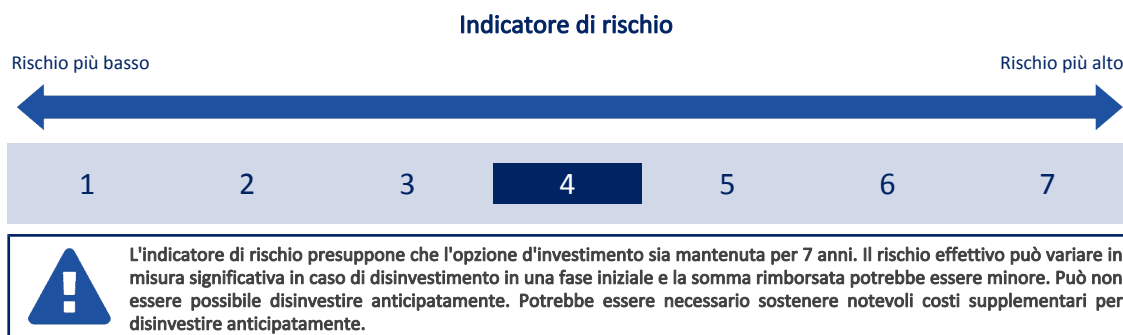 Indicatore di rischio
Rischio più basso
Rischio più alto
1 2 3 4 5 6 7
L'indicatore di rischio presuppone che l'opzione d'investimento sia mantenuta per 7 anni. Il rischio effettivo può variare in
misura significativa in caso di disinvestimento in una fase iniziale e la somma rimborsata potrebbe essere minore. Può non
essere possibile disinvestire anticipatamente. Potrebbe essere necessario sostenere notevoli costi supplementari per
disinvestire anticipatamente.